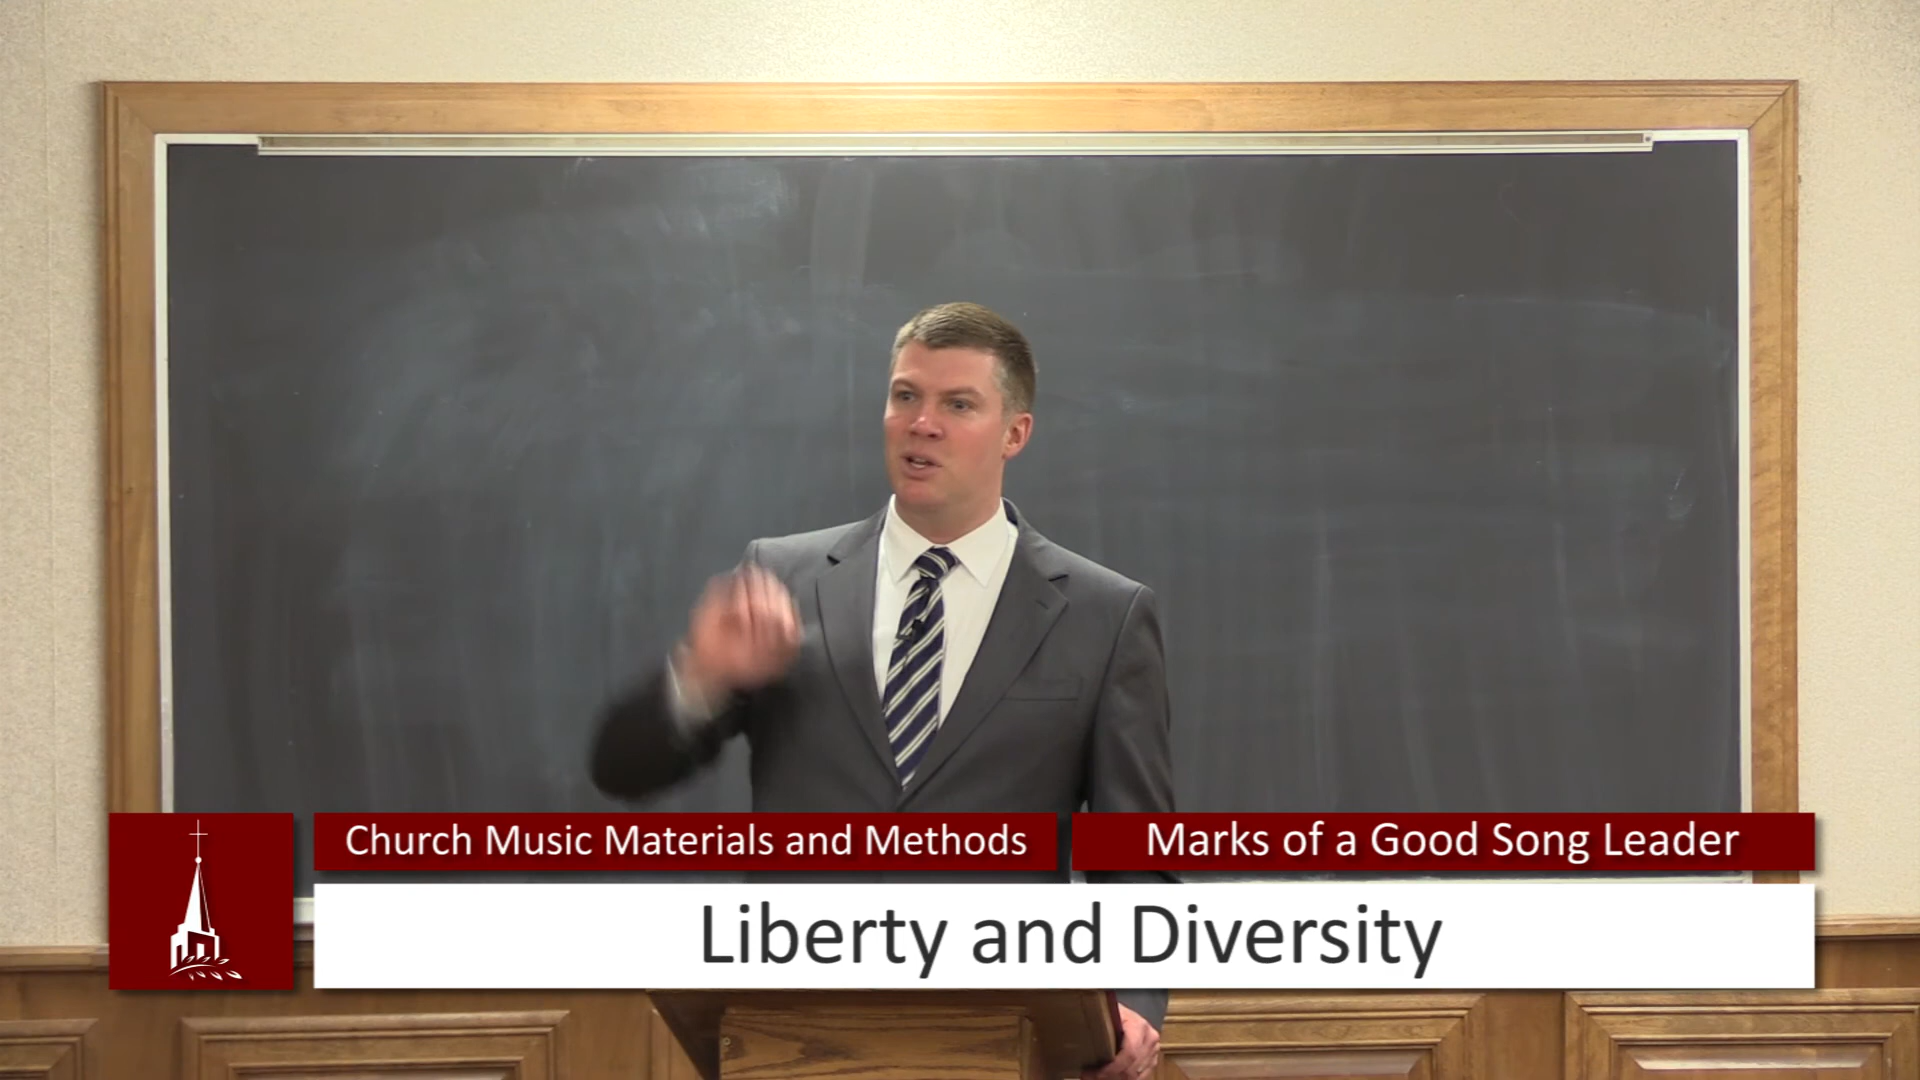 Church Music Materials and Methods
Marks of a Good Song Leader
Liberty and Diversity